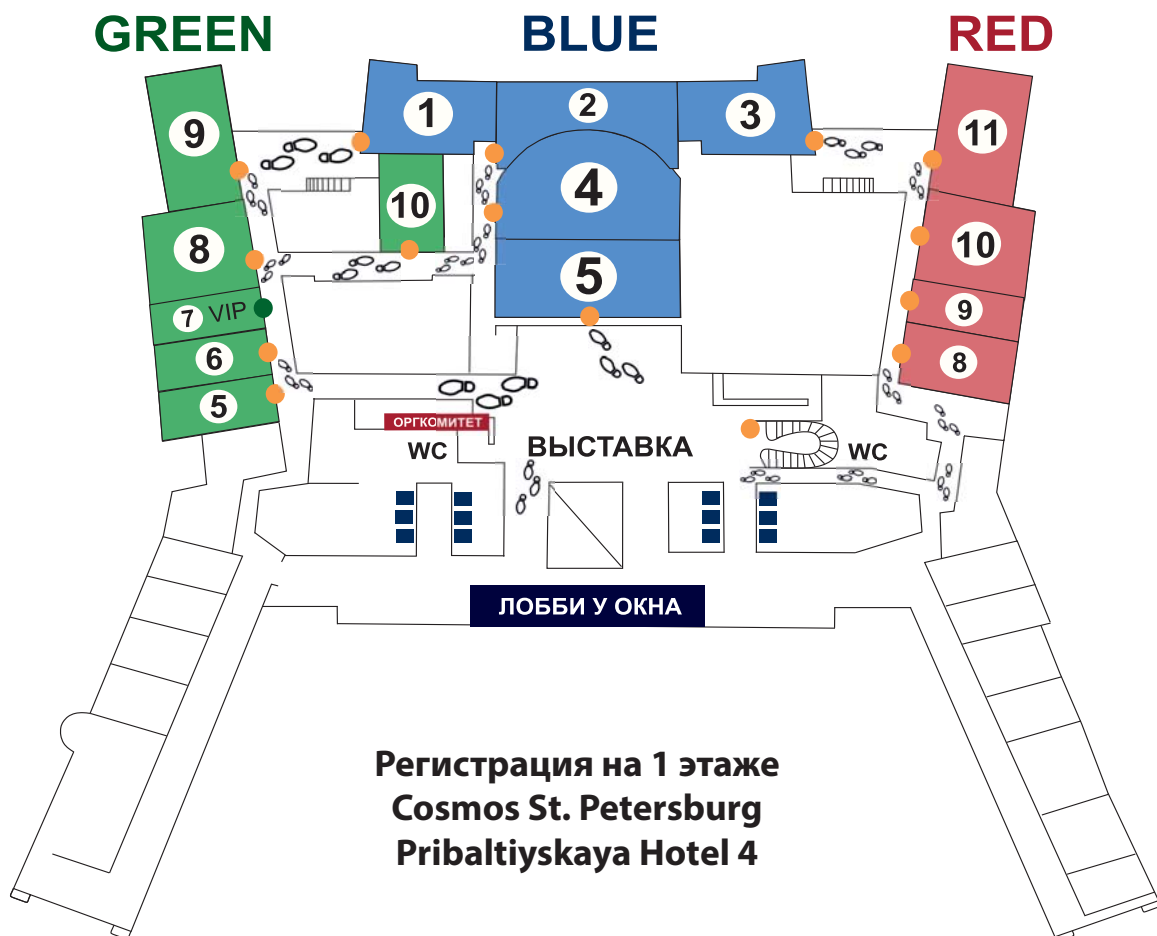 GREEN
BLUE
RED
1
2
3
9
11
4
10
8
10
5
7 VIP
9
6
8
5
ОРГКОМИТЕТ
WC
ВЫСТАВКА
WC
ЛОББИ У ОКНА
Регистрация на 1 этаже
Cosmos St. Petersburg
Pribaltiyskaya Hotel 4